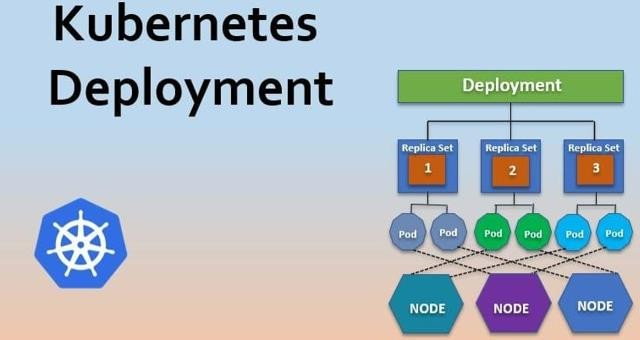 Kubernetes
Deployment
Deployment
Replica Set
1
Replica Set
2
Replica Set
3
Pod
Pod
Pod
Pod
Pod
Pod
NODE
NODE
NODE